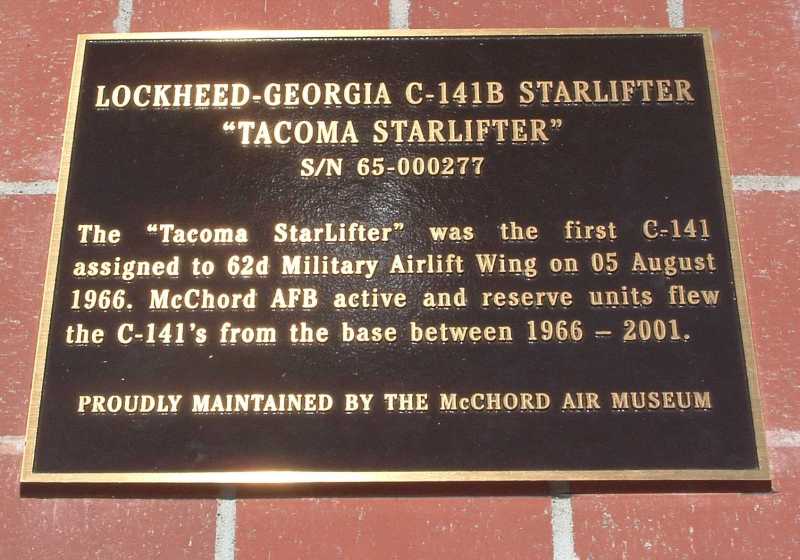 LOCKHEED-GEORGIA C-141B STARLIFTER
“TACOMA STARLIFTER”
S/N 65-000277
The “Tacoma StarLifter” was the first C-141
assigned to 62d Military Airlift Wing on 05 August
1966. McChord AFB active and reserve units flew
the C-141’s from the base between 1966 – 2001.
PROUDLY MAINTAINED BY THE McCHORD AIR MUSEUM